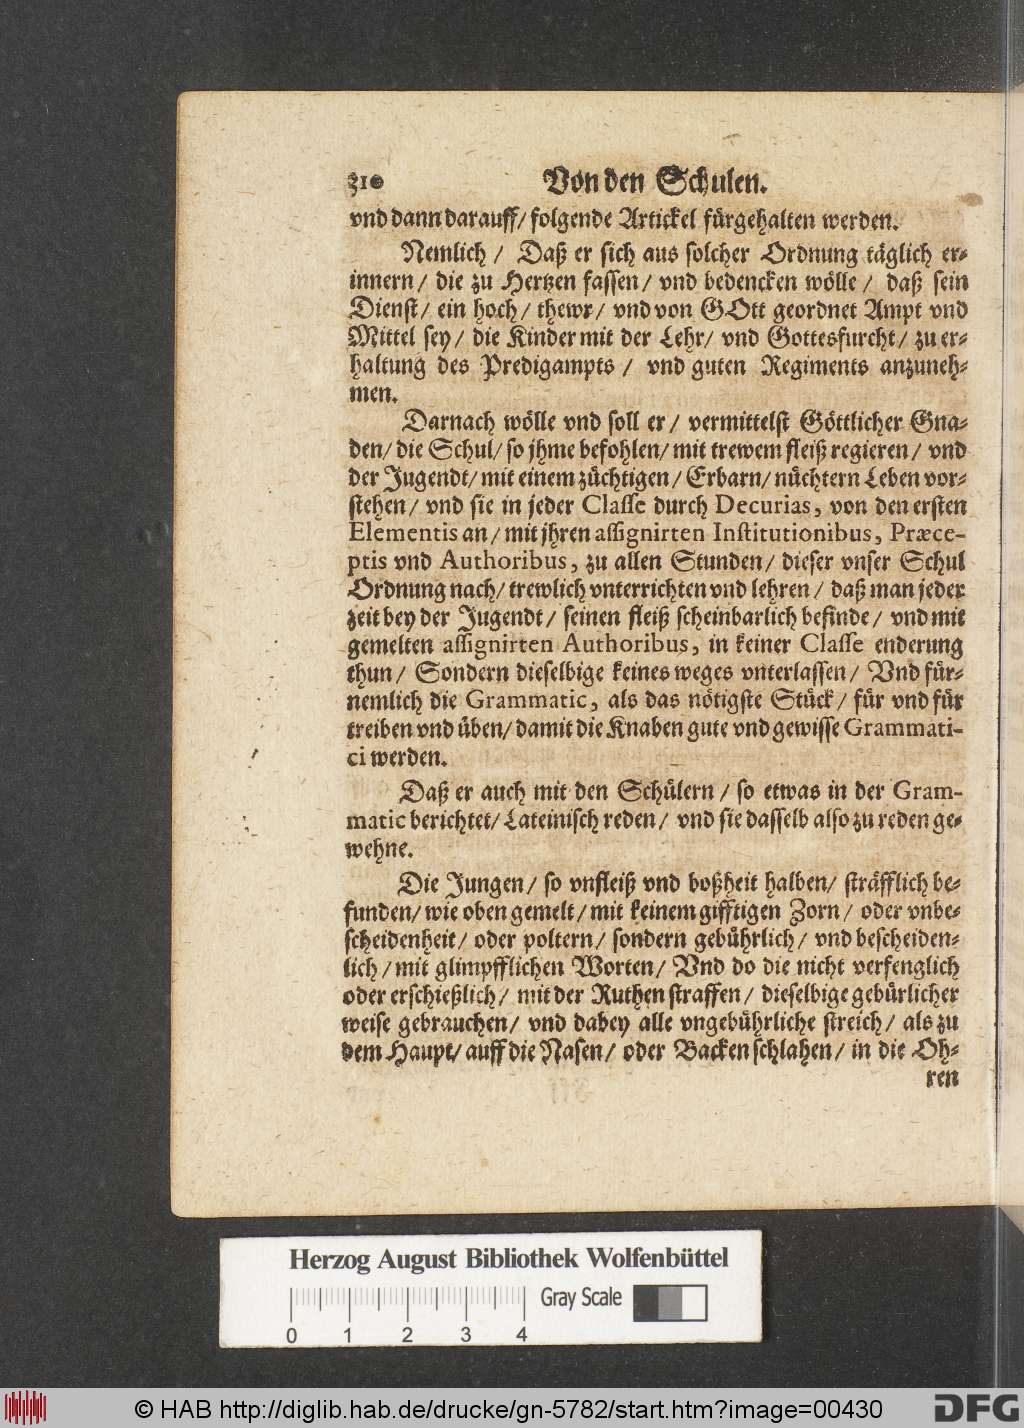 310 Von den Schulen.
vnd dann darauff/ folgende Artickel fürgehalten werden.
Nemlich / Daß er sich aus solcher Ordnung täglich er-
innern/ die zu Hertzen fassen/ vnd bedencken wölle / daß sein
Dienst/ ein hoch/ thewr/ vnd von GOtt geordnet Ampt vnd
Mittel sey/ die Kinder mit der Lehr/ vnd Gottesfurcht/ zu er-
haltung des Predigampts / vnd guten Regiments anzuneh-
men.
Darnach wölle vnd soll er/ vermittelst Göttlicher Gna-
den/ die Schul/ so jhme befohlen/ mit trewem fleiß regieren/ vnd
der Jugendt/ mit einem züchtigen/ Erbarn/ nüchtern Leben vor-
stehen/ vnd sie in jeder Classe durch Decurias, von den ersten
Elementis an/ mit jhren assignirten Institutionibus, Præce-
ptis vnd Authoribus, zu allen Stunden/ dieser vnser Schul
Ordnung nach/ trewlich vnterrichten vnd lehren/ daß man jeder
zeit bey der Jugendt/ seinen fleiß scheinbarlich befinde/ vnd mit
gemelten assignirten Authoribus, in keiner Classe enderung
thun/ Sondern dieselbige keines weges vnterlassen/ Vnd für-
nemlich die Grammatic, als das nötigste Stück/ für vnd für
treiben vnd üben/ damit die Knaben gute vnd gewisse Grammati-
ci werden.
Daß er auch mit den Schülern / so etwas in der Gram-
matic berichtet/ Lateinisch reden/ vnd sie dasselb also zu reden ge-
wehne.
Die Jungen/ so vnfleiß vnd boßheit halben/ sträfflich be-
funden/ wie oben gemelt/ mit keinem gifftigen Zorn/ oder vnbe-
scheidenheit/ oder poltern/ sondern gebührlich/ vnd bescheiden-
lich/ mit glimpfflichen Worten/ Vnd do die nicht verfenglich
oder erschießlich/ mit der Ruthen straffen/ dieselbige gebürlicher
weise gebrauchen/ vnd dabey alle vngebührliche streich/ als zu
dem Haupt/ auff die Nasen/ oder Backen schlahen/ in die Oh-
ren
Herzog August Bibliothek Wolfenbüttel
Gray Scale
0 1 2 3 4
© HAB http://diglib.hab.de/drucke/gn-5782/start.htm?image=00430
DFG